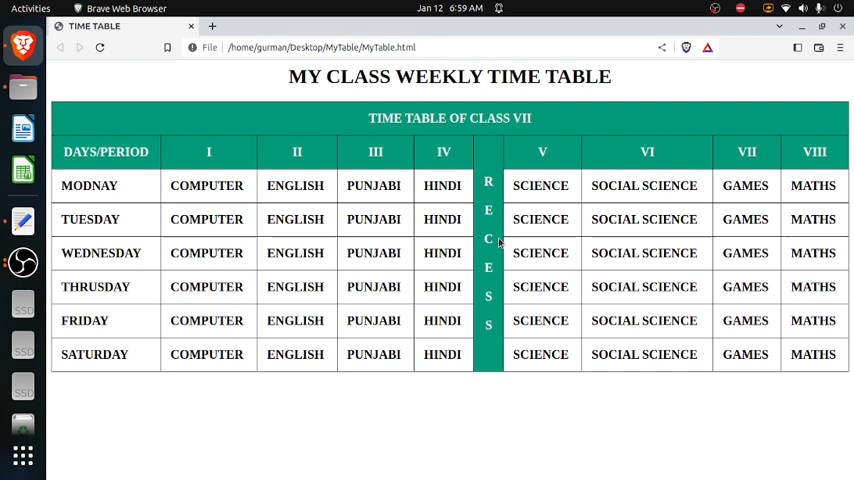 Activities
Brave Web Browser
Jan 12 6:59 AM
TIME TABLE
File
/home/gurman/Desktop/MyTable/MyTable.html
MY CLASS WEEKLY TIME TABLE
TIME TABLE OF CLASS VII
DAYS/PERIOD I II III IV V VI VII VIII
MODNAY COMPUTER ENGLISH PUNJABI HINDI SCIENCE SOCIAL SCIENCE GAMES MATHS
TUESDAY COMPUTER ENGLISH PUNJABI HINDI SCIENCE SOCIAL SCIENCE GAMES MATHS
WEDNESDAY COMPUTER ENGLISH PUNJABI HINDI SCIENCE SOCIAL SCIENCE GAMES MATHS
THRUSDAY COMPUTER ENGLISH PUNJABI HINDI SCIENCE SOCIAL SCIENCE GAMES MATHS
FRIDAY COMPUTER ENGLISH PUNJABI HINDI SCIENCE SOCIAL SCIENCE GAMES MATHS
SATURDAY COMPUTER ENGLISH PUNJABI HINDI SCIENCE SOCIAL SCIENCE GAMES MATHS
R
E
C
E
S
S
SSD
SSD
SSD